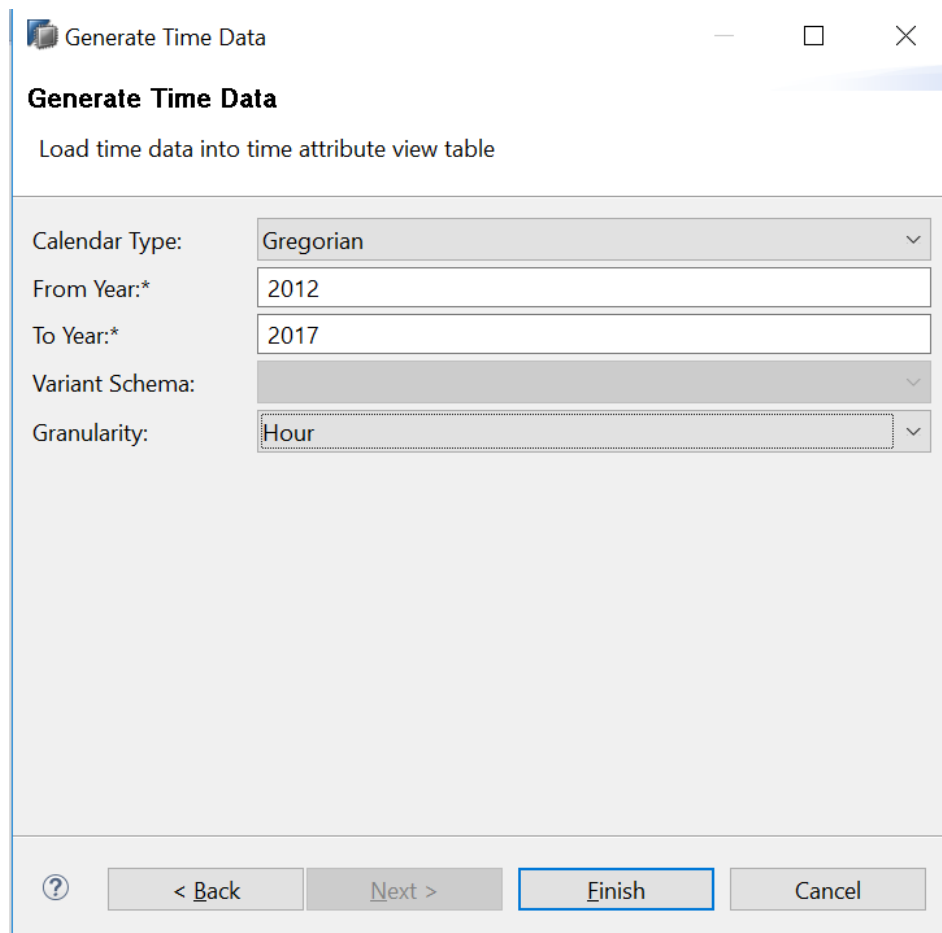 Generate Time Data
Generate Time Data
Load time data into time attribute view table
Calendar Type: Gregorian
From Year:* 2012
To Year:* 2017
Variant Schema:
Granularity: Hour
? < Back Next > Finish Cancel